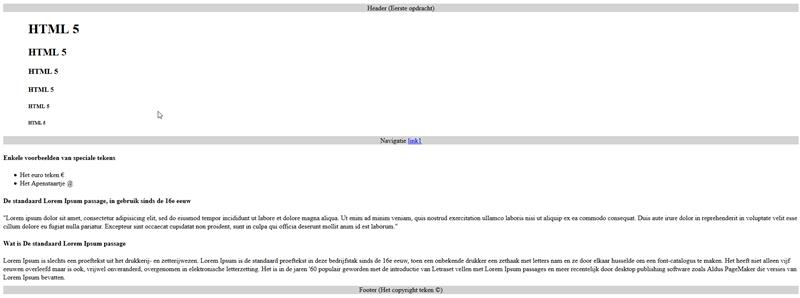 Header (Eerste opdracht)
HTML 5
HTML 5
HTML 5
HTML 5
HTML 5
HTML 5
Navigatie link1
Enkele voorbeelden van speciale tekens
Het euro teken €
Het Apenstaartje @
De standaard Lorem Ipsum passage, in gebruik sinds de 16e eeuw
"Lorem ipsum dolor sit amet, consectetur adipisicing elit, sed do eiusmod tempor incididunt ut labore et dolore magna aliqua. Ut enim ad minim veniam, quis nostrud exercitation ullamco laboris nisi ut aliquip ex ea commodo consequat. Duis aute irure dolor in reprehenderit in voluptate velit esse
cillum dolore eu fugiat nulla pariatur. Excepteur sint occaecat cupidatat non proident, sunt in culpa qui officia deserunt mollit anim id est laborum."
Wat is De standaard Lorem Ipsum passage
Lorem Ipsum is slechts een proeftekst uit het drukkerij- en zetterijwezen. Lorem Ipsum is de standaard proeftekst in deze bedrijfstak sinds de 16e eeuw, toen een onbekende drukker een zethaak met letters nam en ze door elkaar husselde om een font-catalogus te maken. Het heeft niet alleen vijf
eeuwen overleefd maar is ook, vrijwel onveranderd, overgenomen in elektronische letterzetting. Het is in de jaren '60 populair geworden met de introductie van Letraset vellen met Lorem Ipsum passages en meer recentelijk door desktop publishing software zoals Aldus PageMaker die versies van
Lorem Ipsum bevatten.
Footer (Het copyright teken ©)